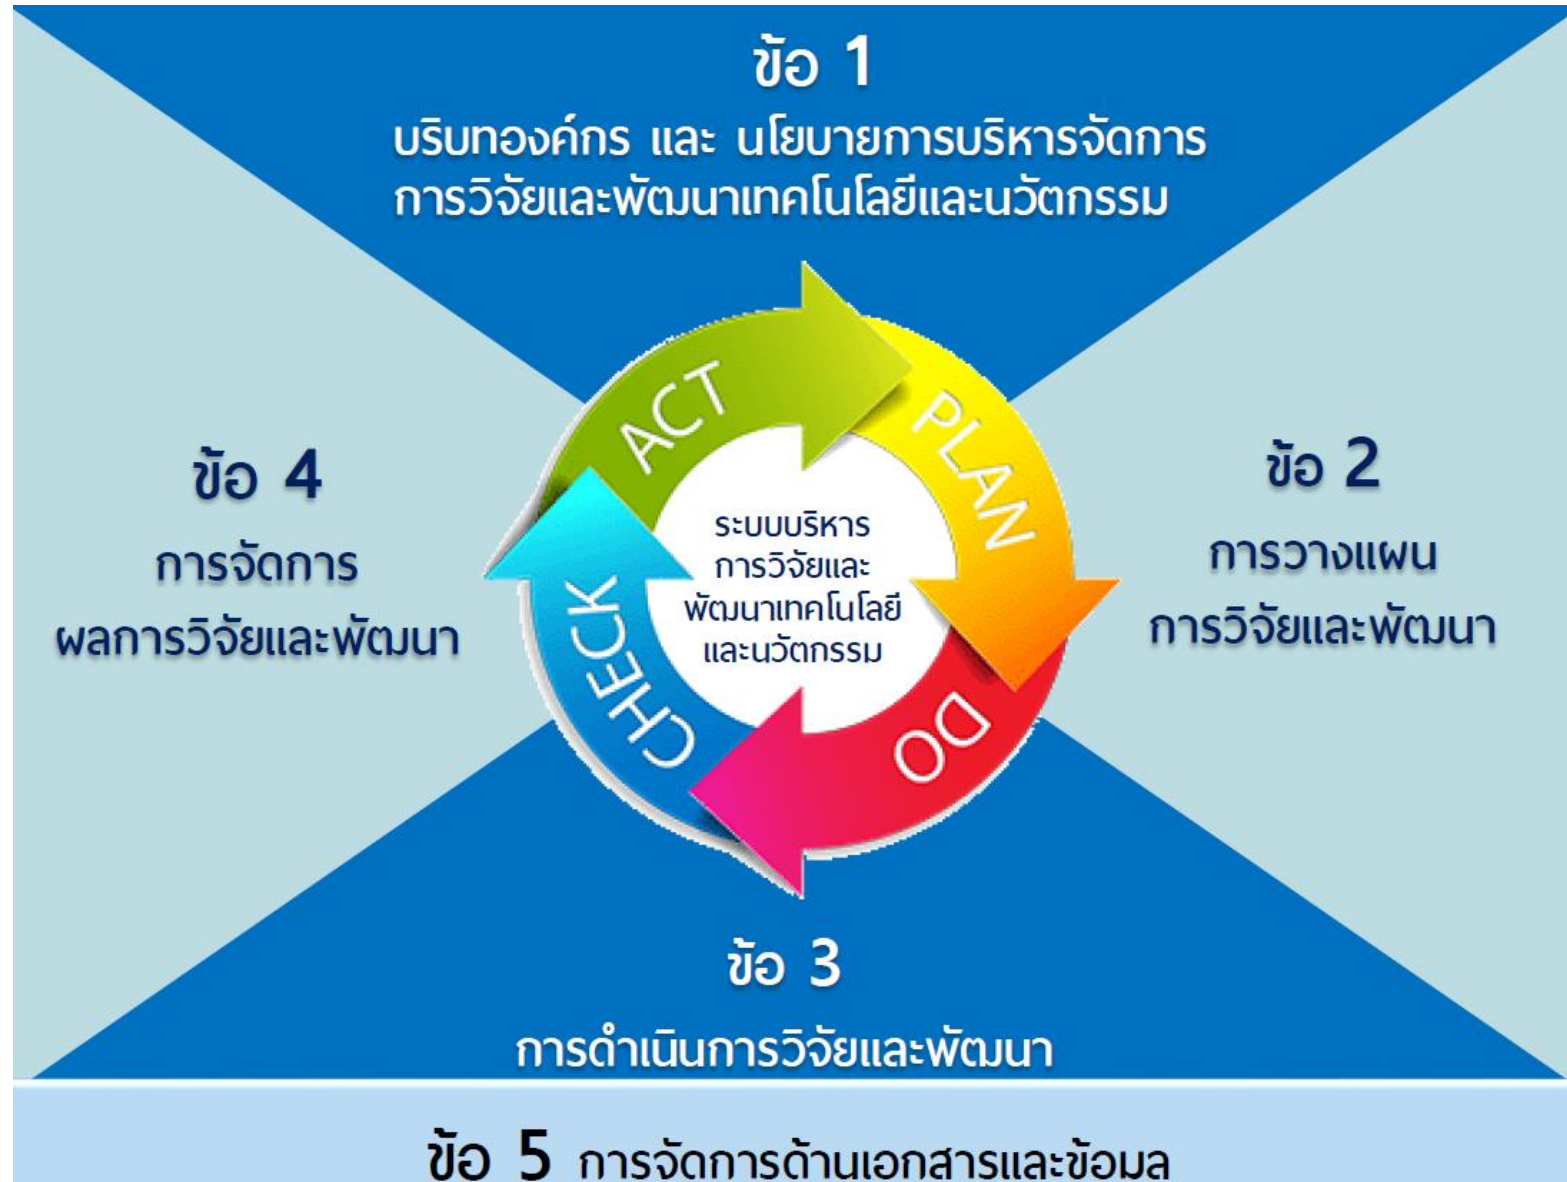 ข้อ 1
บริบทองค์กร และ นโยบายการบริหารจัดการ
การวิจัยและพัฒนาเทคโนโลยีและนวัตกรรม
ACT
PLAN
DO
CHECK
ระบบบริหาร
การวิจัยและ
พัฒนาเทคโนโลยี
และนวัตกรรม
ข้อ 2
การวางแผน
การวิจัยและพัฒนา
ข้อ 4
การจัดการ
ผลการวิจัยและพัฒนา
ข้อ 3
การดำเนินการวิจัยและพัฒนา
ข้อ 5 การจัดการด้านเอกสารและข้อมูล